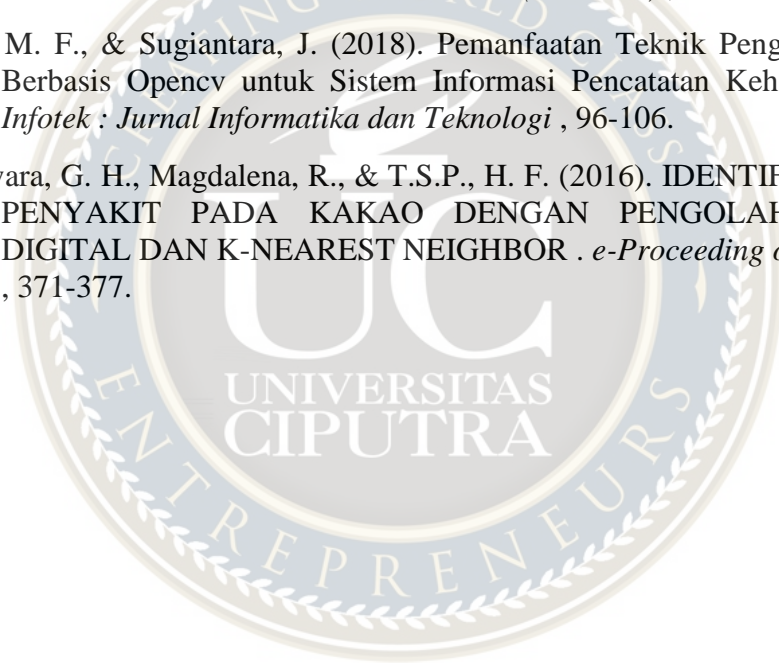 M. F., & Sugiantara, J. (2018). Pemanfaatan Teknik Peng
Berbasis Opencv untuk Sistem Informasi Pencatatan Keh
Infotek : Jurnal Informatika dan Teknologi , 96-106.
vara, G. H., Magdalena, R., & T.S.P., H. F. (2016). IDENTIF
PENYAKIT PADA KAKAO DENGAN PENGOLAH
DIGITAL DAN K-NEAREST NEIGHBOR . e-Proceeding o
, 371-377.
UC
UNIVERSITAS
CIPUTRA
ENTREPRENEURS